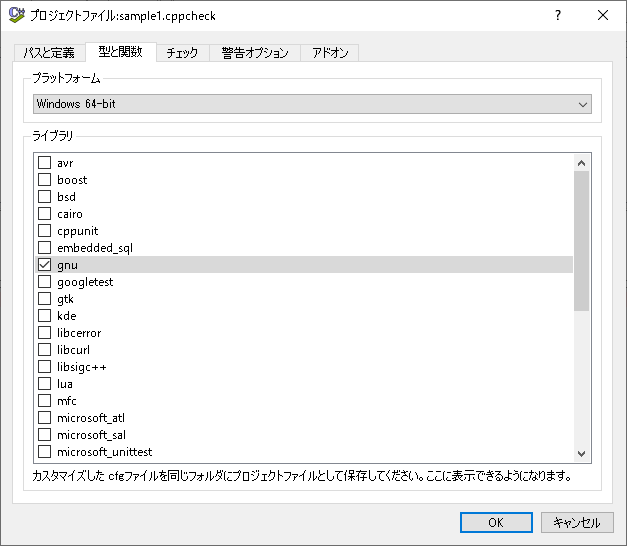 プロジェクトファイル:sample1.cppcheck
パスと定義 型と関数 チェック 警告オプション アドオン
プラットフォーム
Windows 64-bit
ライブラリ
avr
boost
bsd
cairo
cppunit
embedded_sql
gnu
googletest
gtk
kde
libcerror
libcurl
libsigc++
lua
mfc
microsoft_atl
microsoft_sal
microsoft_unittest
カスタマイズした cfgファイルを同じフォルダにプロジェクトファイルとして保存してください。ここに表示できるようになります。
OK キャンセル